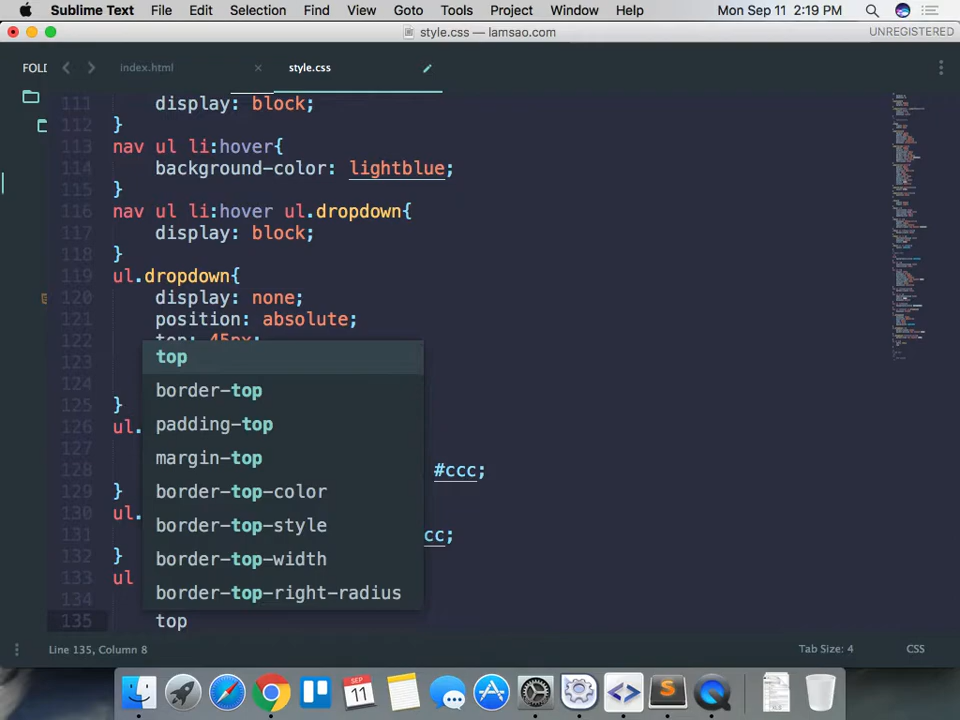 Sublime Text File Edit Selection Find View Goto Tools Project Window Help Mon Sep 11 2:19 PM
style.css — lamsao.com UNREGISTERED
FOLD index.html × style.css
111 display: block;
112 }
113 nav ul li:hover{
114 background-color: lightblue;
115 }
116 nav ul li:hover ul.dropdown{
117 display: block;
118 }
119 ul.dropdown{
120 display: none;
121 position: absolute;
122 top: 45px;
123 top
124 border-top
125 }
126 ul. padding-top
127 margin-top
128 #ccc;
129 } border-top-color
130 ul. border-top-style
131 cc;
132 } border-top-width
133 ul border-top-right-radius
134
135 top
Line 135, Column 8 Tab Size: 4 CSS
SEP
11